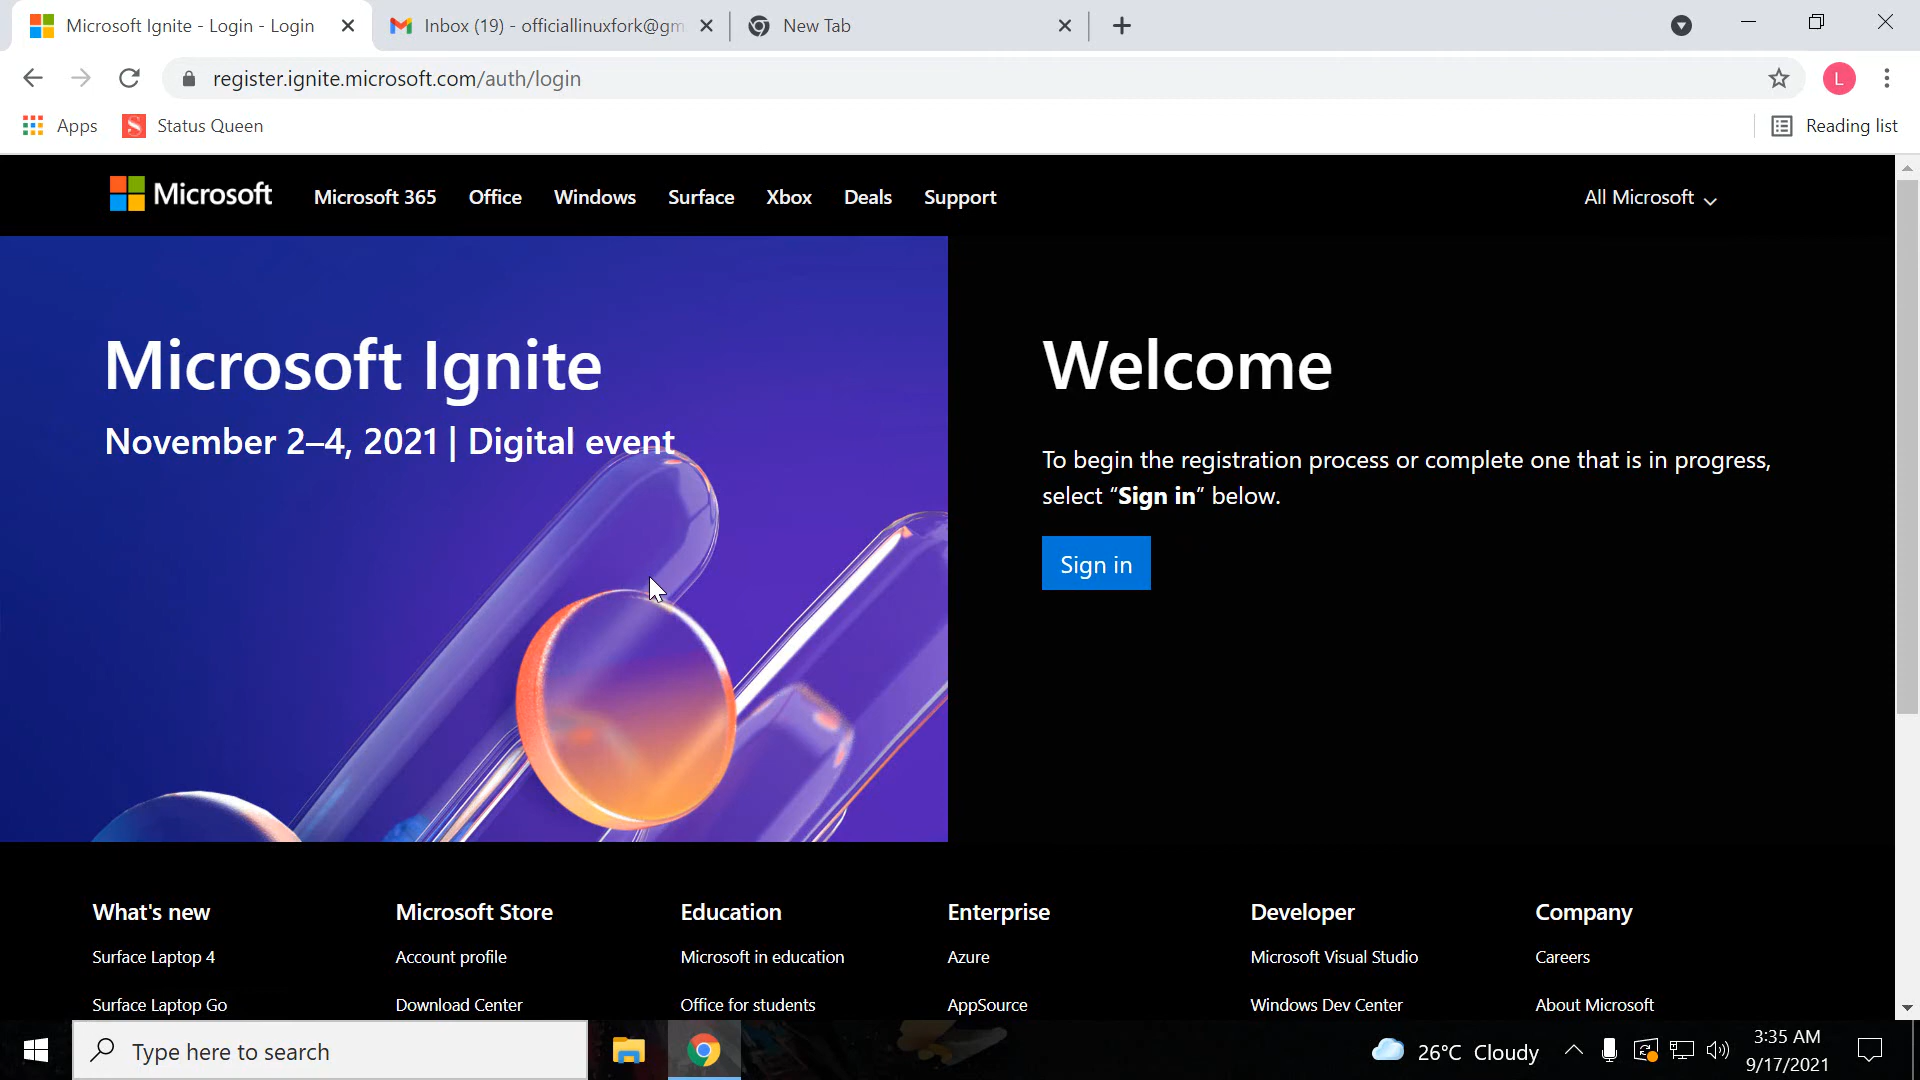 Microsoft Ignite - Login - Login
Inbox (19) - officiallinuxfork@gm
New Tab
register.ignite.microsoft.com/auth/login
L
Apps
Status Queen
Reading list
Microsoft
Microsoft 365
Office
Windows
Surface
Xbox
Deals
Support
All Microsoft
Microsoft Ignite
November 2–4, 2021 | Digital event
Welcome
To begin the registration process or complete one that is in progress,
select “Sign in” below.
Sign in
What's new
Microsoft Store
Education
Enterprise
Developer
Company
Surface Laptop 4
Account profile
Microsoft in education
Azure
Microsoft Visual Studio
Careers
Surface Laptop Go
Download Center
Office for students
AppSource
Windows Dev Center
About Microsoft
Type here to search
26°C Cloudy
3:35 AM
9/17/2021